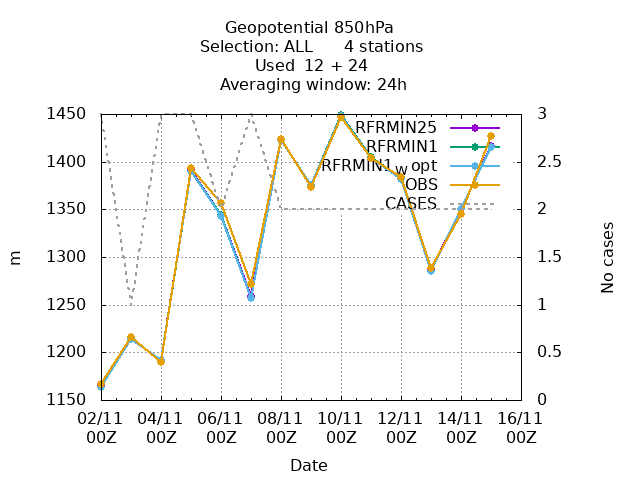 Geopotential 850hPa
Selection: ALL      4 stations
Used  12 + 24
Averaging window: 24h
1450
1400
1350
1300
1250
1200
1150
m
3
2.5
2
1.5
1
0.5
0
No cases
RFRMIN25
RFRMIN1
RFRMIN1wopt
OBS
CASES
02/11 04/11 06/11 08/11 10/11 12/11 14/11 16/11
00Z 00Z 00Z 00Z 00Z 00Z 00Z 00Z
Date